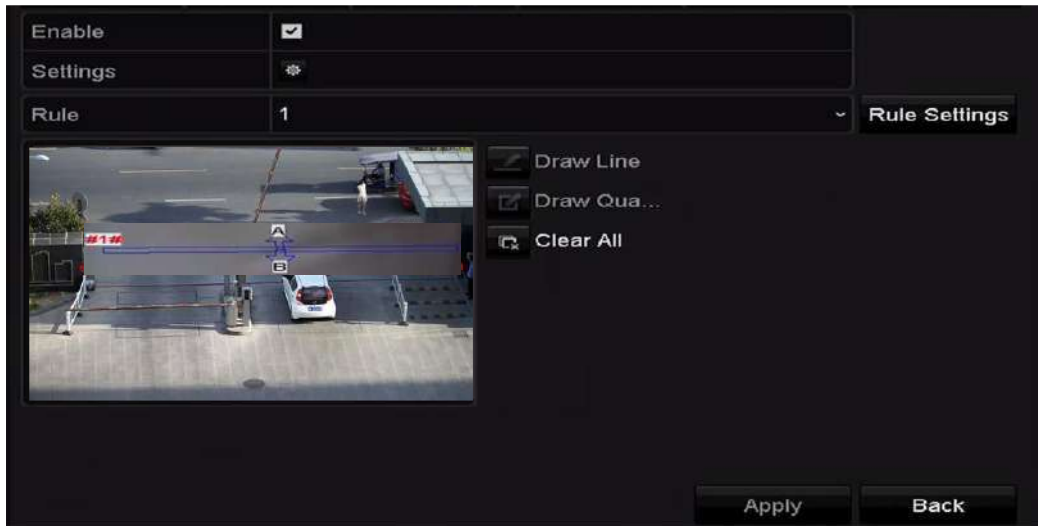 Enable
Settings
Rule 1 Rule Settings
Draw Line
Draw Qua...
Clear All
#1#
A
B
Apply Back